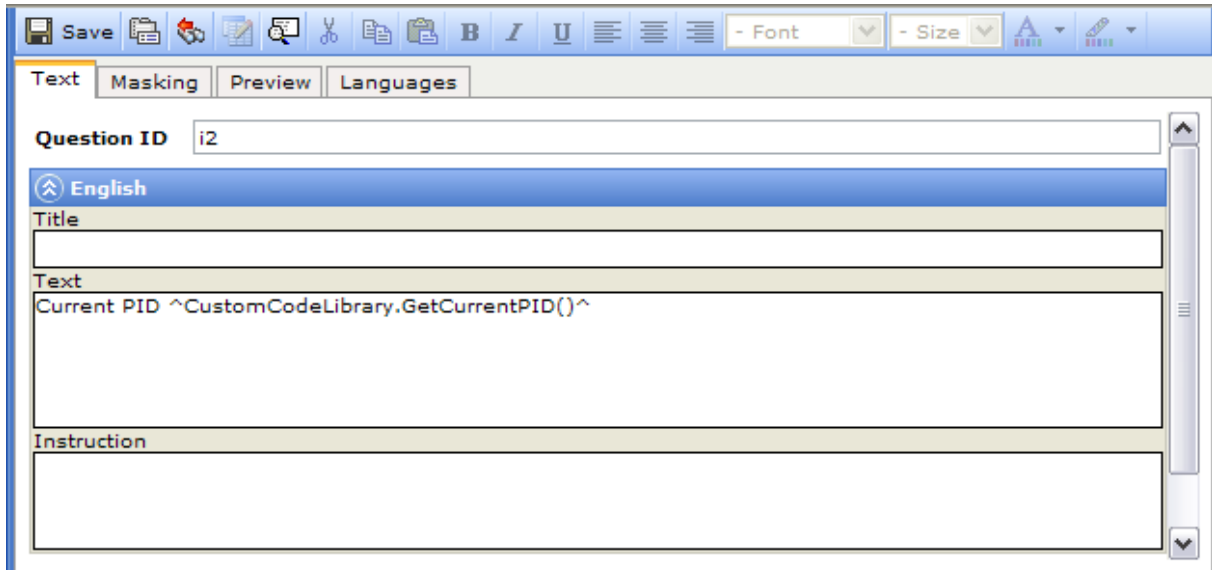 Save B I U - Font - Size A
Text Masking Preview Languages
Question ID i2
English
Title
Text
Current PID ^CustomCodeLibrary.GetCurrentPID()^
Instruction